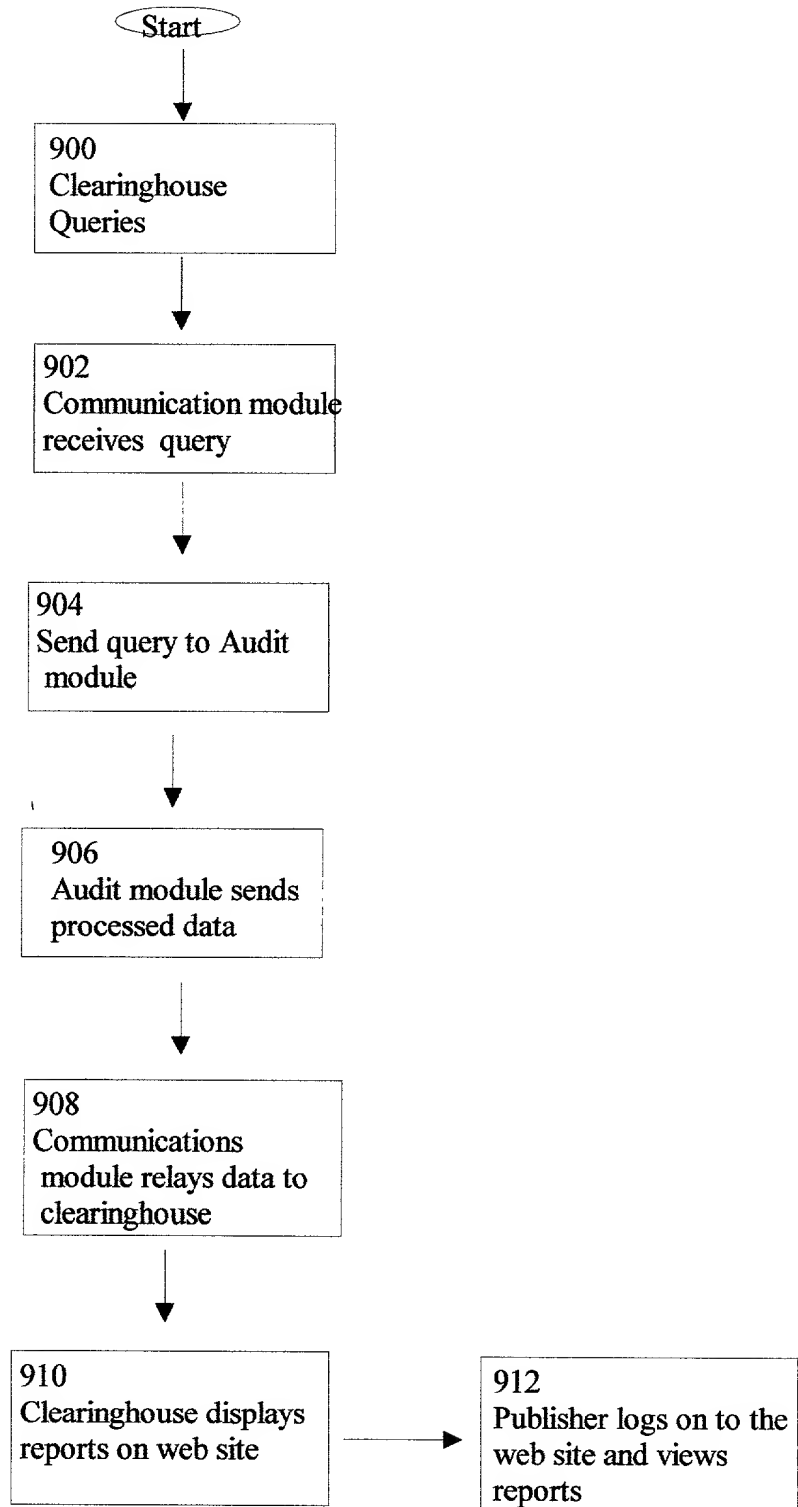 Start
900
Clearinghouse
Queries
902
Communication module
receives query
904
Send query to Audit
module
906
Audit module sends
processed data
908
Communications
module relays data to
clearinghouse
910
Clearinghouse displays
reports on web site
912
Publisher logs on to the
web site and views
reports